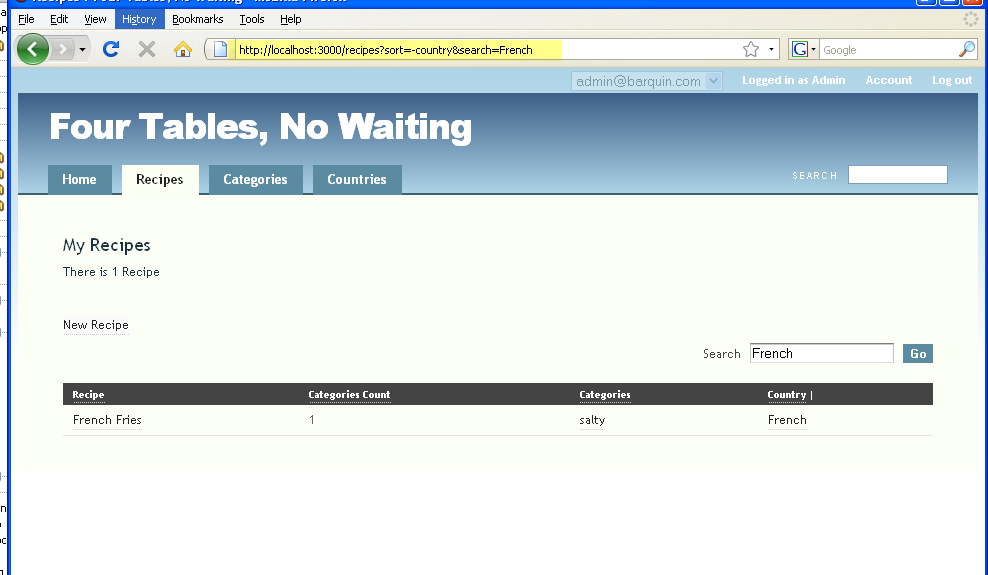 File Edit View History Bookmarks Tools Help
http://localhost:3000/recipes?sort=-country&search=French
G Google
admin@barquin.com Logged in as Admin Account Log out
Four Tables, No Waiting
Home Recipes Categories Countries SEARCH
My Recipes
There is 1 Recipe
New Recipe
Search French Go
Recipe Categories Count Categories Country |
French Fries 1 salty French